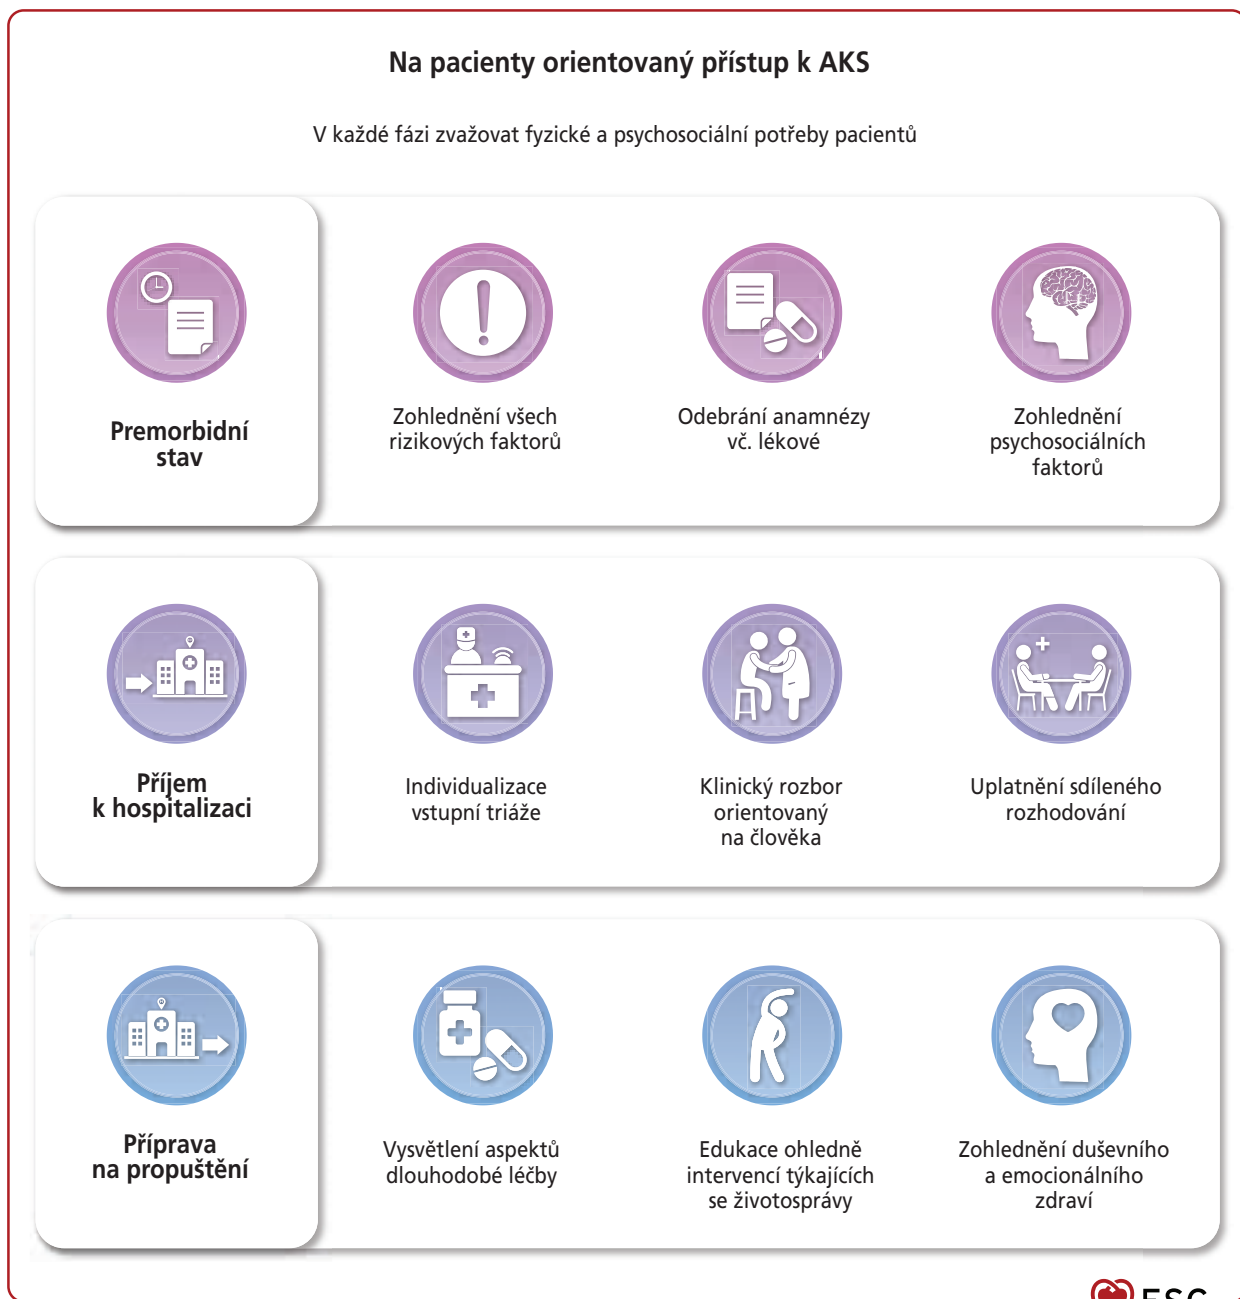 Na pacienty orientovaný přístup k AKS
V každé fázi zvažovat fyzické a psychosociální potřeby pacientů
Premorbidní
stav
Zohlednění všech
rizikových faktorů
Odebrání anamnézy
vč. lékové
Zohlednění
psychosociálních
faktorů
Příjem
k hospitalizaci
Individualizace
vstupní triáže
Klinický rozbor
orientovaný
na člověka
Uplatnění sdíleného
rozhodování
Příprava
na propuštění
Vysvětlení aspektů
dlouhodobé léčby
Edukace ohledně
intervencí týkajících
se životosprávy
Zohlednění duševního
a emocionálního
zdraví
ESC